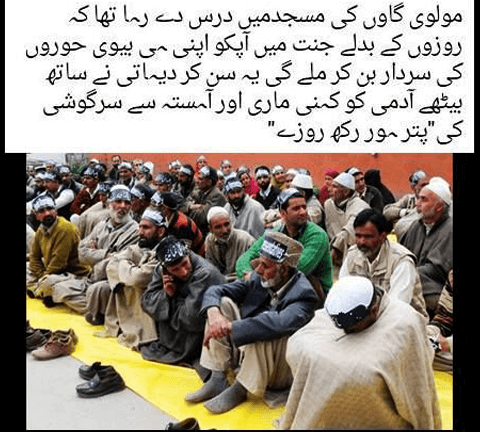 مولوی گاوں کی مسجدمیں درس دے رہا تھا کہ
روزوں کے بدلے جنت میں آپکو اپنی ہی بیوی حوروں
کی سردار بن کر ملے گی یہ سن کر دیہاتی نے ساتھ
بیٹھے آدمی کو کہنی ماری اور آہستہ سے سرگوشی
کی"پتر ہور رکھ روزے"